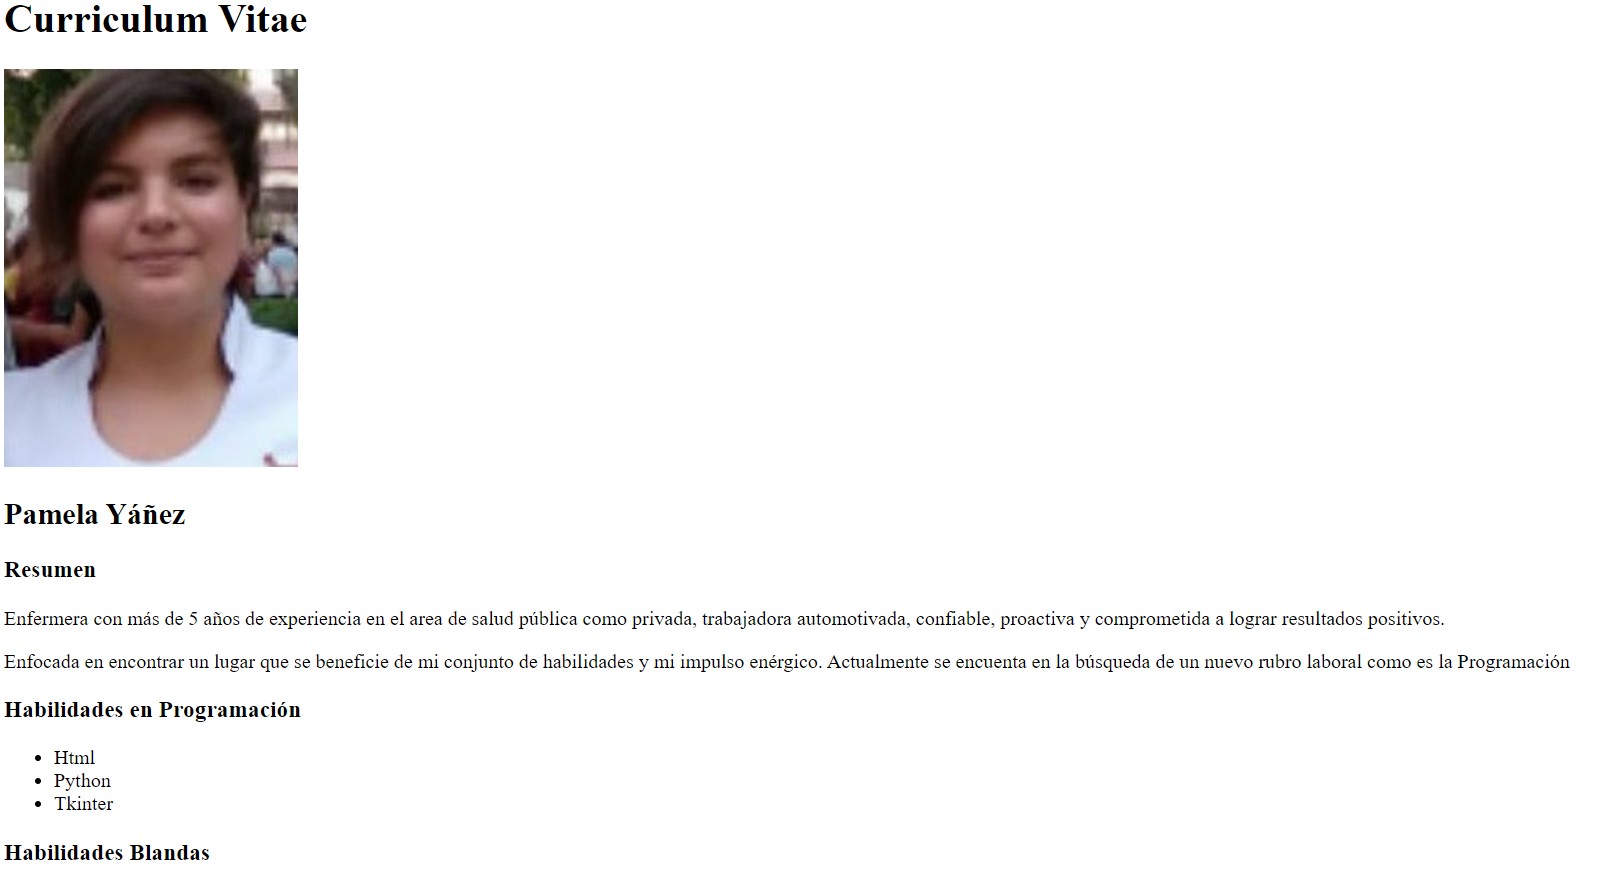 Curriculum Vitae
Pamela Yáñez
Resumen
Enfermera con más de 5 años de experiencia en el area de salud pública como privada, trabajadora automotivada, confiable, proactiva y comprometida a lograr resultados positivos.
Enfocada en encontrar un lugar que se beneficie de mi conjunto de habilidades y mi impulso enérgico. Actualmente se encuenta en la búsqueda de un nuevo rubro laboral como es la Programación
Habilidades en Programación
Html
Python
Tkinter
Habilidades Blandas